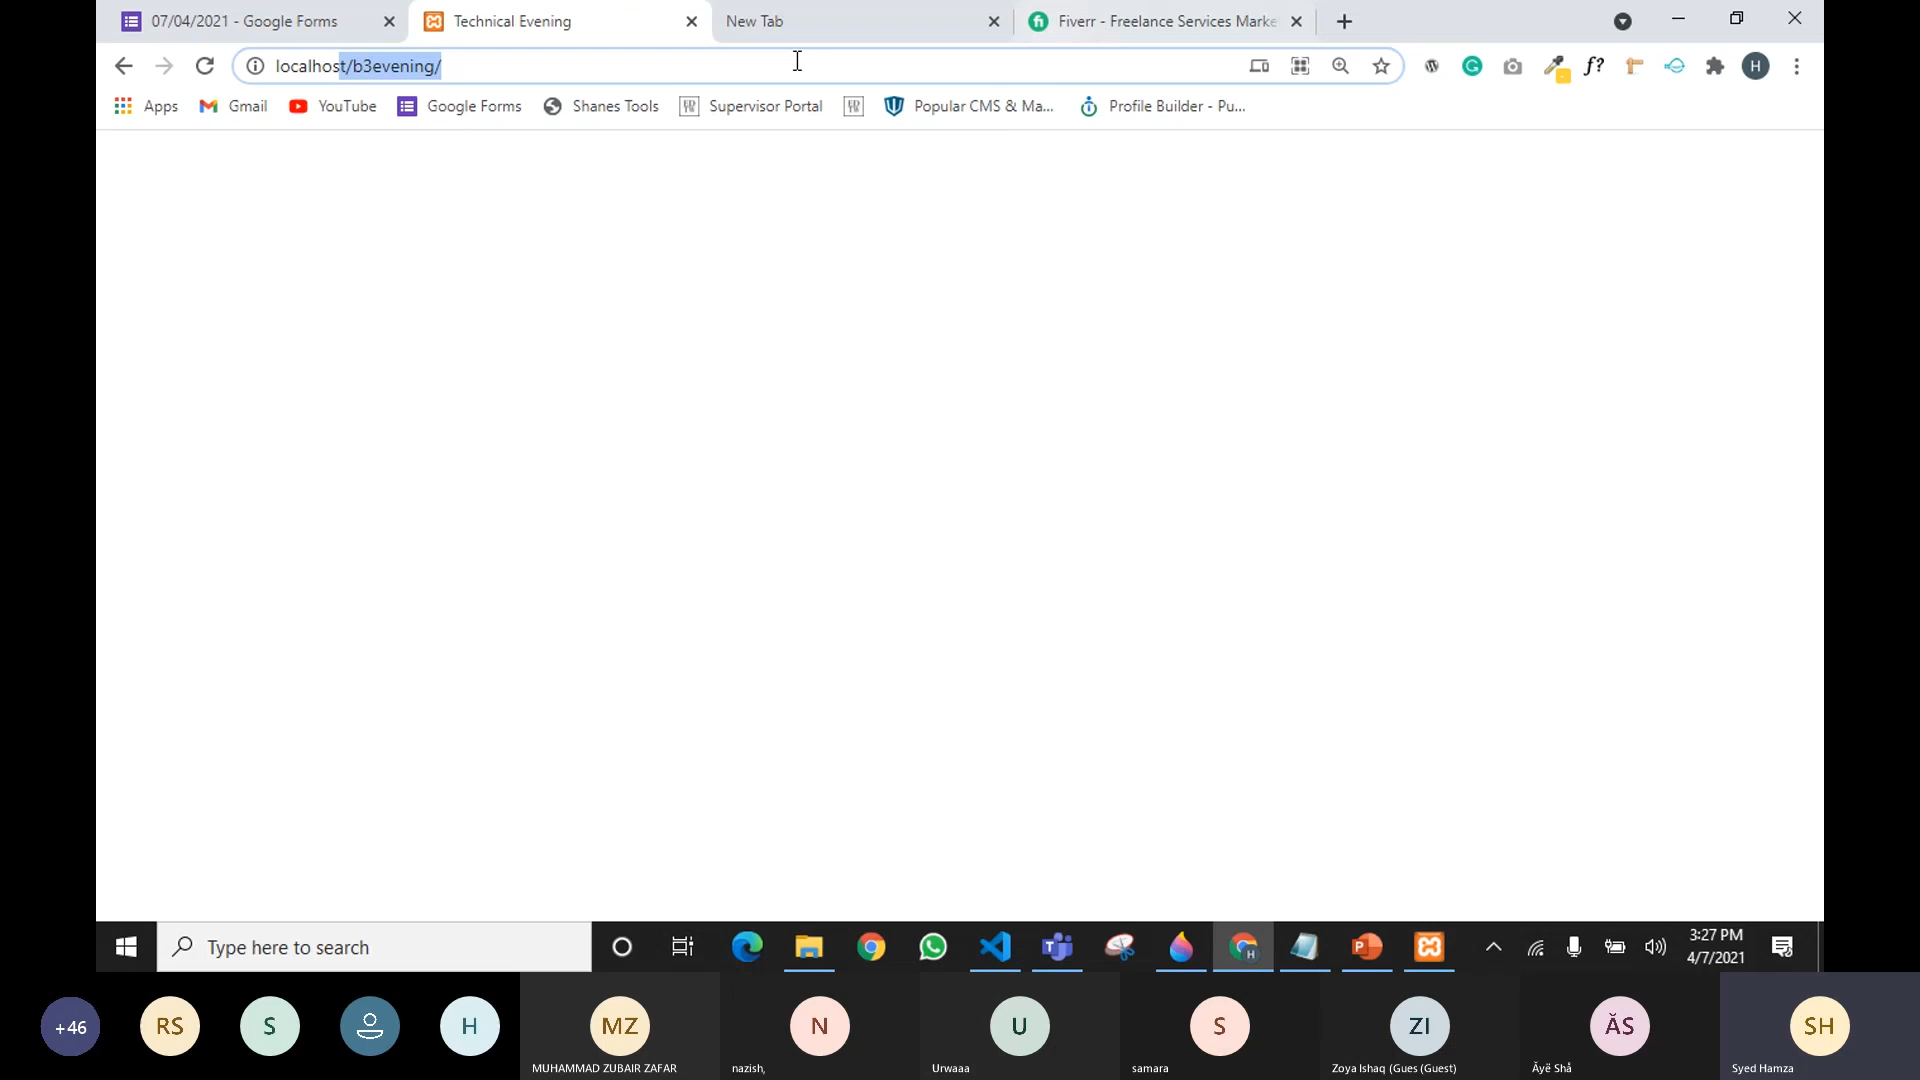 07/04/2021 - Google Forms
Technical Evening
New Tab
Fiverr - Freelance Services Marke
localhost/b3evening/
f?
H
Apps
Gmail
YouTube
Google Forms
Shanes Tools
Supervisor Portal
Popular CMS & Ma...
Profile Builder - Pu...
Type here to search
3:27 PM
4/7/2021
+46
RS
S
H
MZ
N
U
S
ZI
ĂS
SH
MUHAMMAD ZUBAIR ZAFAR
nazish,
Urwaaa
samara
Zoya Ishaq (Gues (Guest)
Ăyë Shå
Syed Hamza